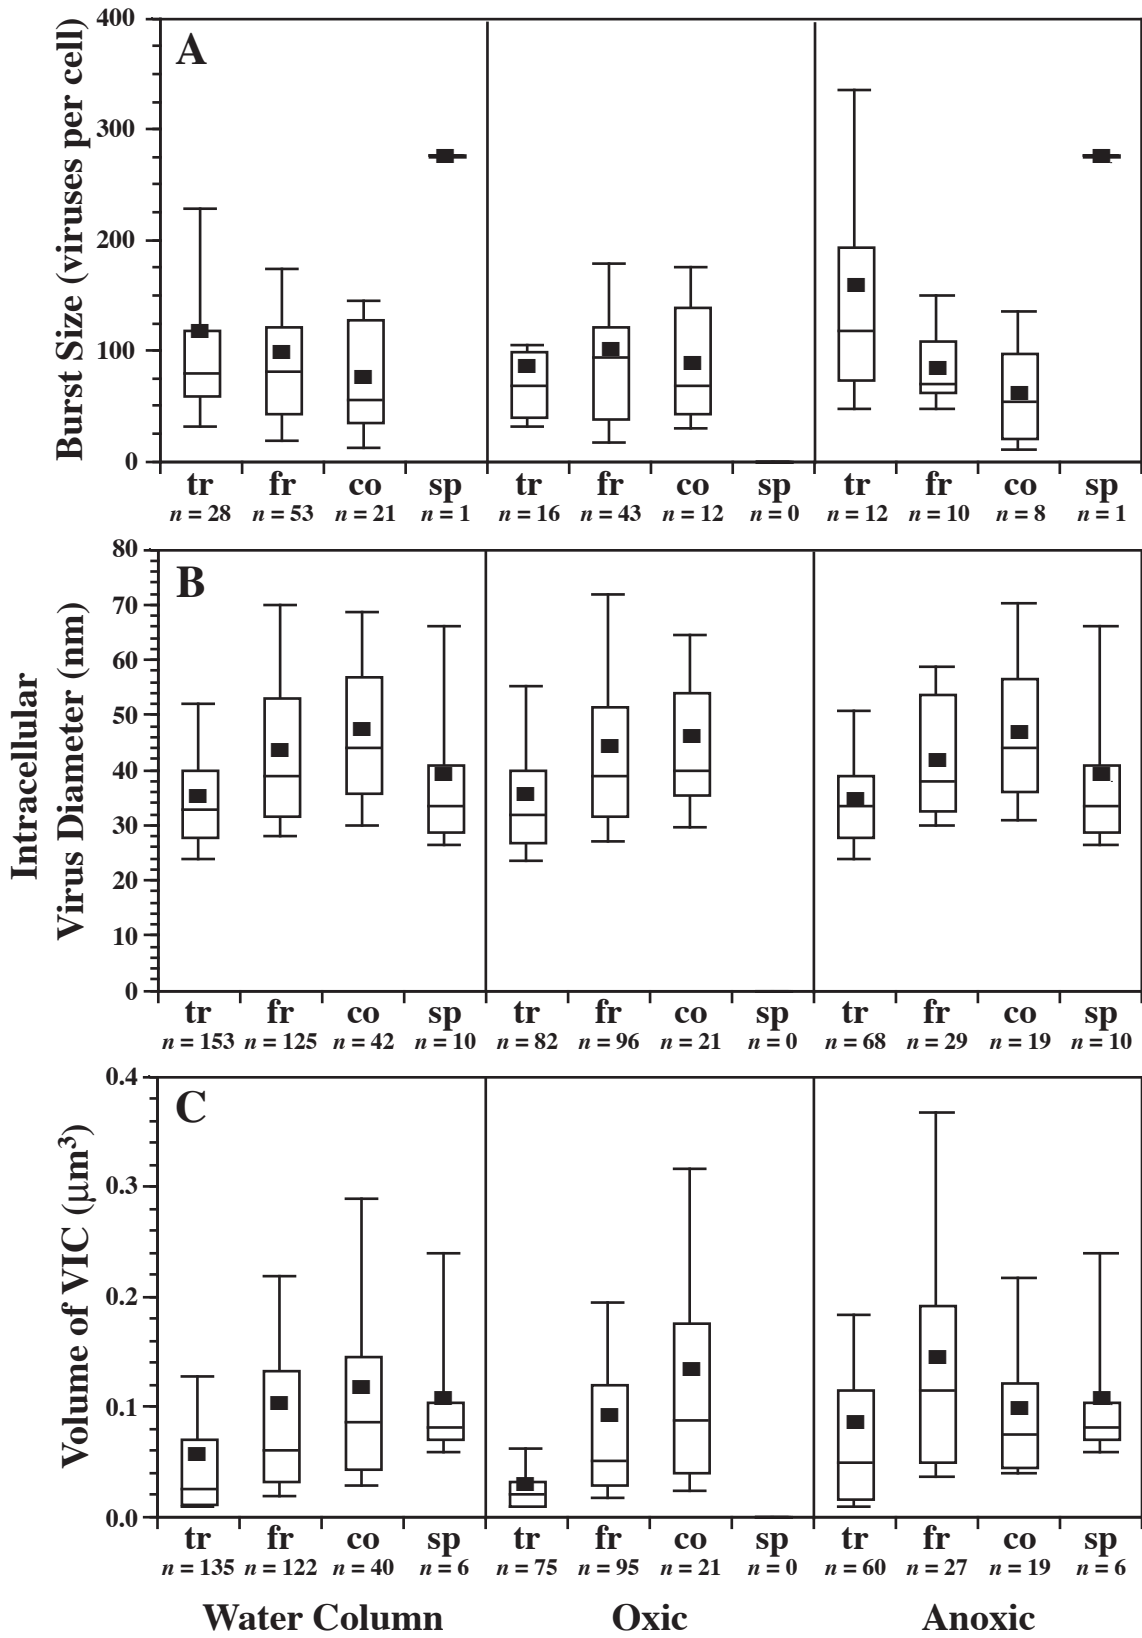 A
Burst Size (viruses per cell)
400
300
200
100
0
tr fr co sp tr fr co sp tr fr co sp
n = 28 n = 53 n = 21 n = 1 n = 16 n = 43 n = 12 n = 0 n = 12 n = 10 n = 8 n = 1
B
Intracellular
Virus Diameter (nm)
80
70
60
50
40
30
20
10
0
tr fr co sp tr fr co sp tr fr co sp
n = 153 n = 125 n = 42 n = 10 n = 82 n = 96 n = 21 n = 0 n = 68 n = 29 n = 19 n = 10
C
Volume of VIC (μm³)
0.4
0.3
0.2
0.1
0.0
tr fr co sp tr fr co sp tr fr co sp
n = 135 n = 122 n = 40 n = 6 n = 75 n = 95 n = 21 n = 0 n = 60 n = 27 n = 19 n = 6
Water Column Oxic Anoxic